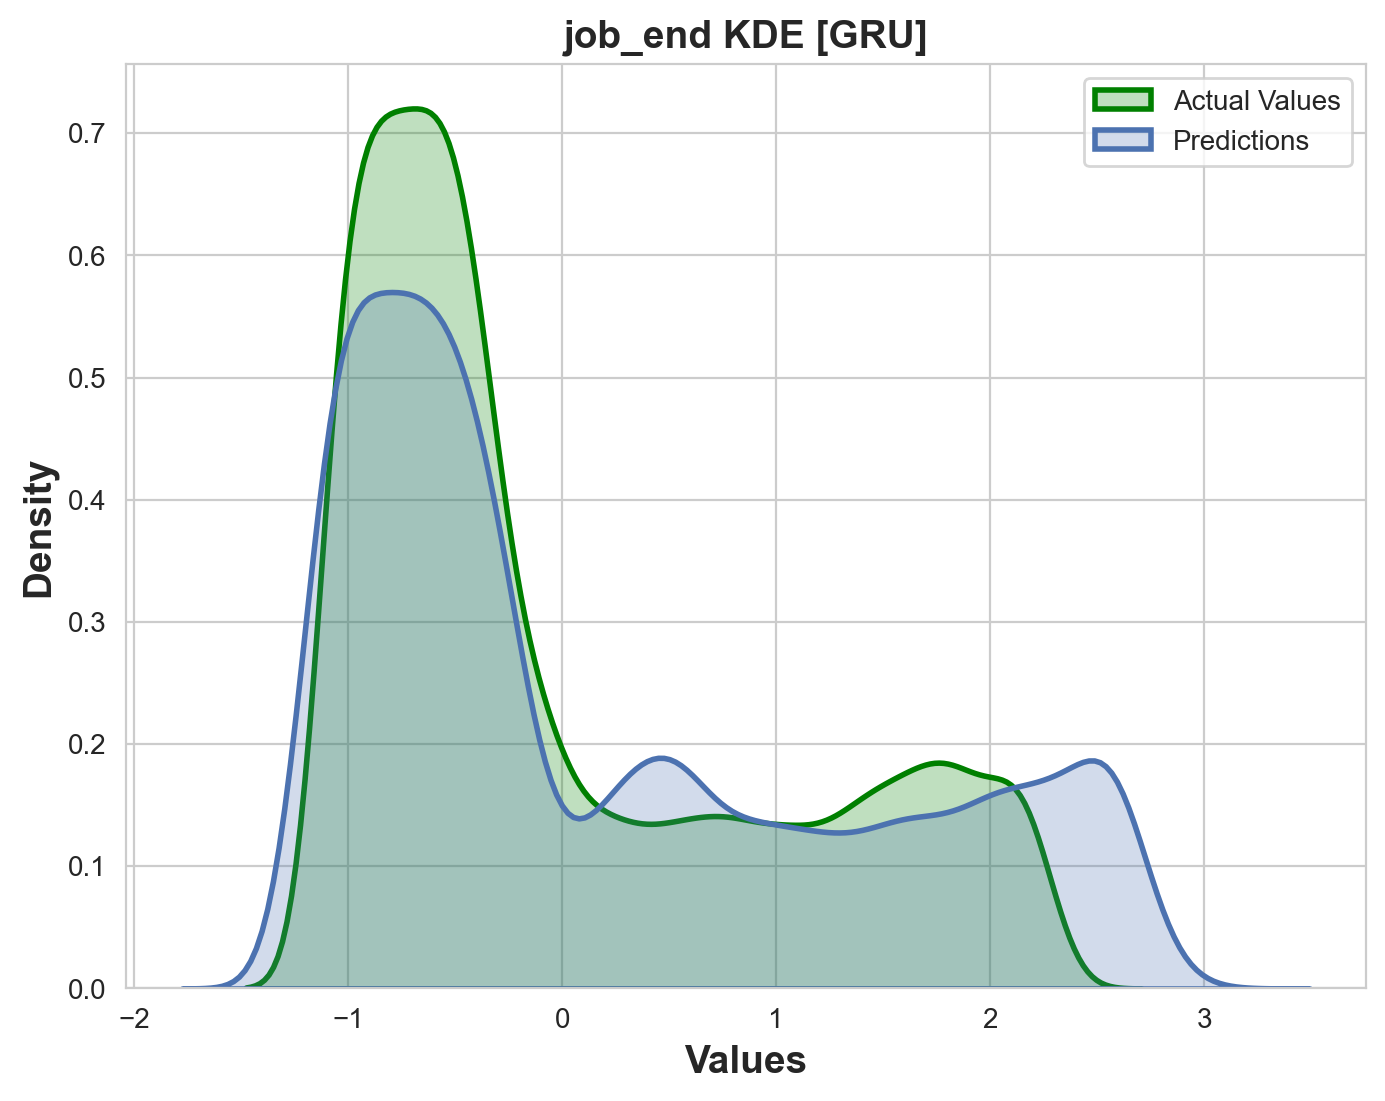 job_end KDE [GRU]
Actual Values
Predictions
Density
0.7
0.6
0.5
0.4
0.3
0.2
0.1
0.0
−2 −1 0 1 2 3
Values